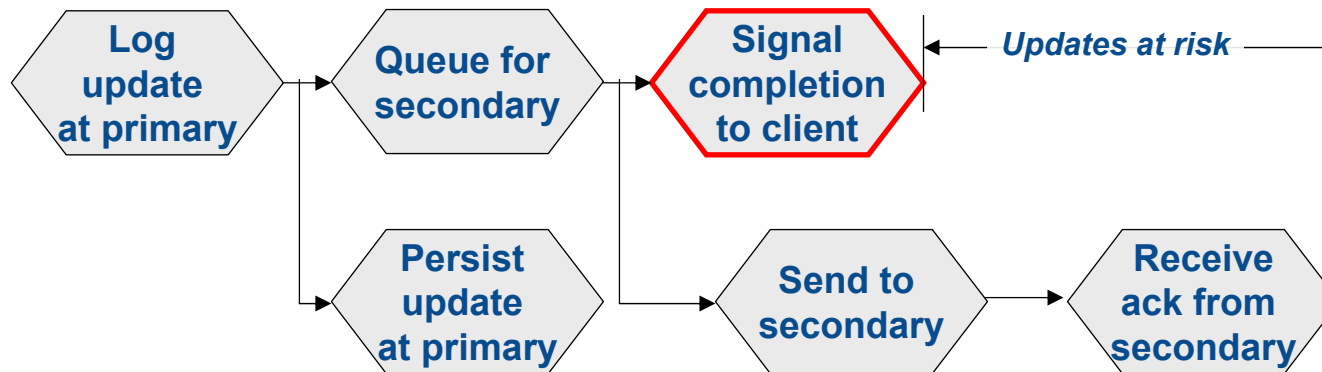 Log
update
at primary
Queue for
secondary
Signal
completion
to client
Updates at risk
Persist
update
at primary
Send to
secondary
Receive
ack from
secondary